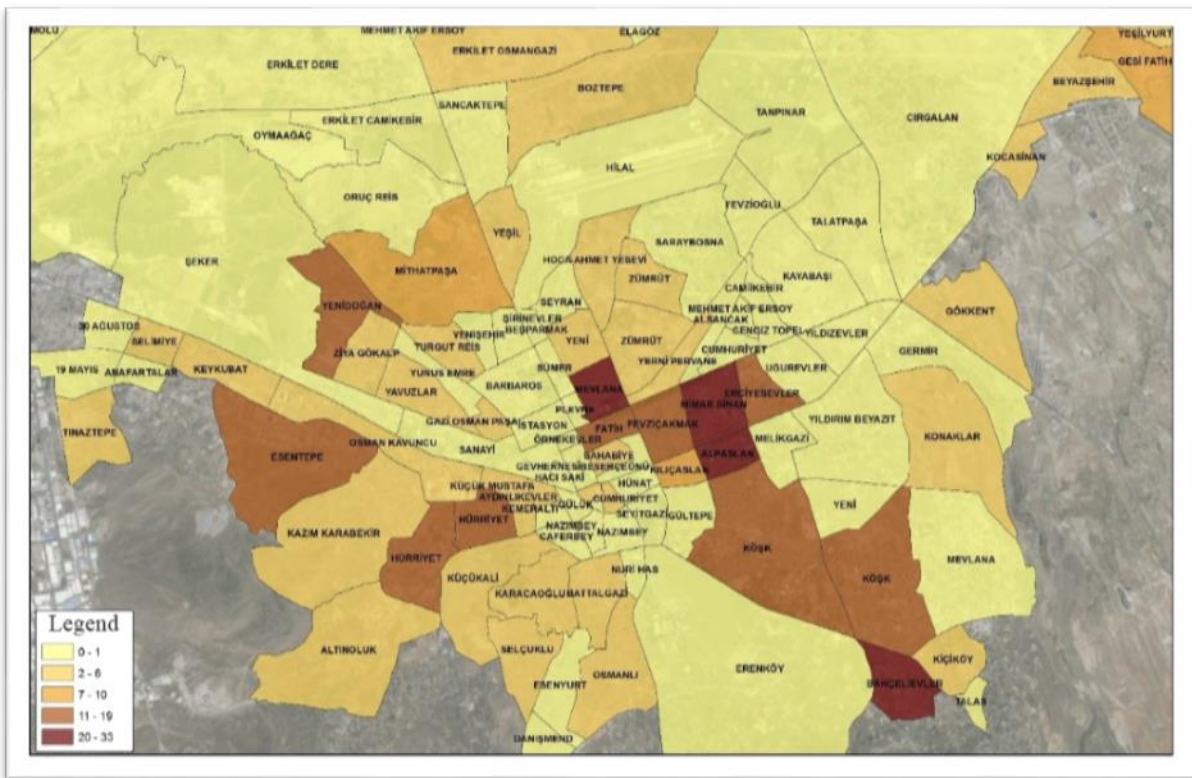 MOLU
MEHMET AKIF ERSOY
ELAGÖZ
YEŞİLYURT
ERKILET OSMANGAZI
ERKİLET DERE
GESI FATİH
BEYAZŞEHİR
BOZTEPE
SANCAKTEPE
TANPINAR
CIRGALAN
ERKİLET CAMİKEBİR
OYMAAĞAÇ
KOCASİNAN
HİLAL
ORUÇ REİS
FEVZİOĞLU
TALATPAŞA
YEŞİL
SARAYBOSNA
ŞEKER
HOCA AHMET YESEVİ
MİTHATPAŞA
ZÜMRÜT
KAYABAŞI
CAMİKEBİR
YENİDOĞAN
SEYRAN
MEHMET AKİF ERSOY
GÖKKENT
ŞİRİNEVLER
ALSANCAK
30 AĞUSTOS
BEŞPARMAK
CENGİZ TOPEL
YILDIZEVLER
YENİŞEHİR
SELİMİYE
YENİ
ZÜMRÜT
TURGUT REİS
ZİYA GÖKALP
CUMHURİYET
GERMİR
YERNİ PERVANE
19 MAYIS
ANAFARTALAR
KEYKUBAT
SÜMER
UĞUREVLER
YUNUS EMRE
BARBAROS
MEVLANA
YAVUZLAR
ERCİYESEVLER
MİMAR SİNAN
PLEVNE
YILDIRIM BEYAZIT
GAZİ OSMAN PAŞA
İSTASYON
FATİH
FEVZİÇAKMAK
TINAZTEPE
ÖRNEKEVLER
MELİKGAZİ
KONAKLAR
OSMAN KAVUNCU
SANAYİ
ESENTEPE
SAHABİYE
ALPASLAN
GEVHERNESİBE
SERÇEÖNÜ
KILIÇASLAN
HACI SAKİ
HUNAT
KÜÇÜK MUSTAFA
AYDINLIKEVLER
CUMHURİYET
KEMERALTI
GÜLÜK
YENİ
SEYİTGAZİ
GÜLTEPE
HÜRRİYET
NAZIMBEY
NAZIMBEY
CAFERBEY
KAZIM KARABEKİR
KÖŞK
HÜRRİYET
MEVLANA
NURİ HAS
KÜÇÜKALİ
KÖŞK
KARACAOĞLU
BATTALGAZİ
ALTINOLUK
SELÇUKLU
KİÇİKÖY
ERENKÖY
OSMANLI
ESENYURT
BAHÇELİEVLER
TALAS
DANIŞMEND
Legend
0 - 1
2 - 6
7 - 10
11 - 19
20 - 33